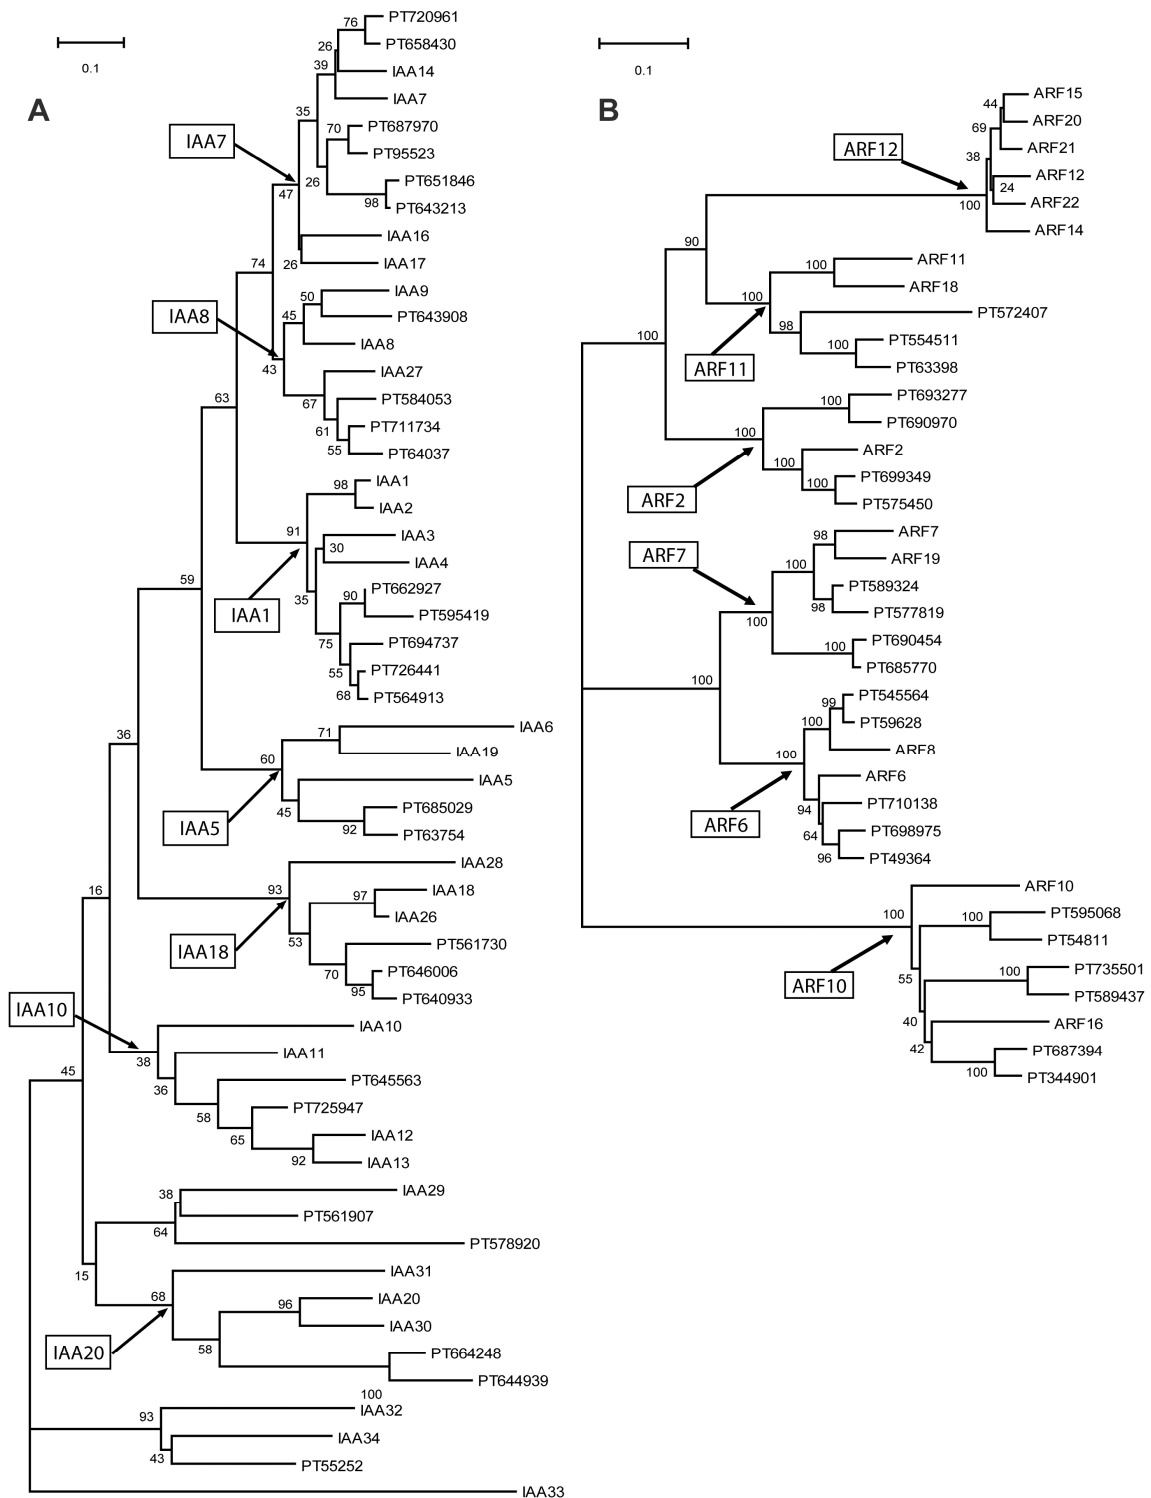 0.1
A
76
PT720961
PT658430
26
IAA14
39
IAA7
35
70
PT687970
PT95523
IAA7
26
PT651846
98
PT643213
47
IAA16
26
IAA17
74
50
IAA9
PT643908
45
IAA8
IAA8
43
IAA27
67
PT584053
61
PT711734
55
PT64037
63
98
IAA1
IAA2
91
IAA3
30
IAA4
35
PT662927
90
PT595419
IAA1
75
PT694737
55
PT726441
68
PT564913
59
71
IAA6
IAA19
60
IAA5
45
PT685029
92
PT63754
IAA5
36
IAA28
93
97
IAA18
IAA26
53
IAA18
PT561730
70
PT646006
95
PT640933
16
IAA10
IAA10
38
IAA11
36
PT645563
58
PT725947
65
IAA12
92
IAA13
45
38
IAA29
PT561907
64
PT578920
15
IAA31
68
96
IAA20
IAA30
58
IAA20
PT664248
PT644939
100
93
IAA32
IAA34
43
PT55252
IAA33
0.1
B
44
ARF15
ARF20
69
ARF21
ARF12
38
ARF12
24
ARF22
100
ARF14
90
100
ARF11
ARF18
100
PT572407
98
100
PT554511
PT63398
ARF11
100
100
PT693277
PT690970
100
ARF2
100
PT699349
100
PT575450
ARF2
98
ARF7
ARF19
ARF7
100
PT589324
98
PT577819
100
100
PT690454
PT685770
100
99
PT545564
PT59628
100
ARF8
100
ARF6
94
PT710138
ARF6
64
PT698975
96
PT49364
ARF10
100
100
PT595068
PT54811
55
100
PT735501
PT589437
ARF10
40
ARF16
42
PT687394
100
PT344901